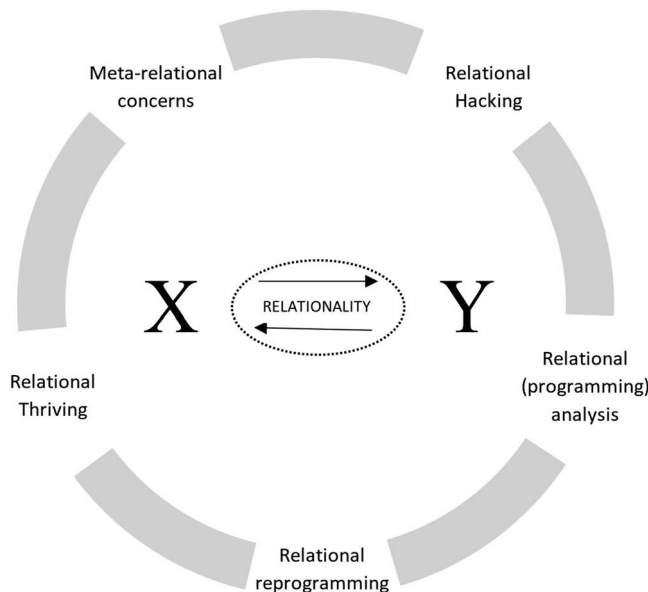 Meta-relational
concerns
Relational
Hacking
X
RELATIONALITY
Y
Relational
Thriving
Relational
(programming)
analysis
Relational
reprogramming